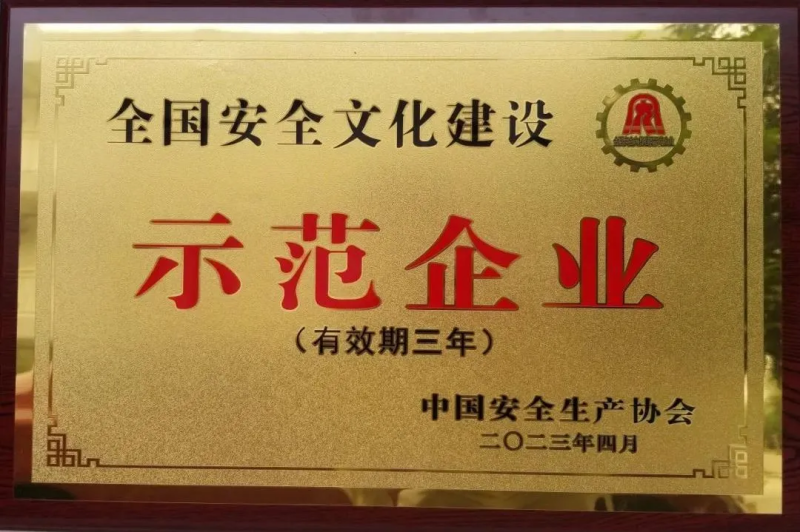 全国安全文化建设
示范企业
（有效期三年）
中国安全生产协会
二〇二三年四月